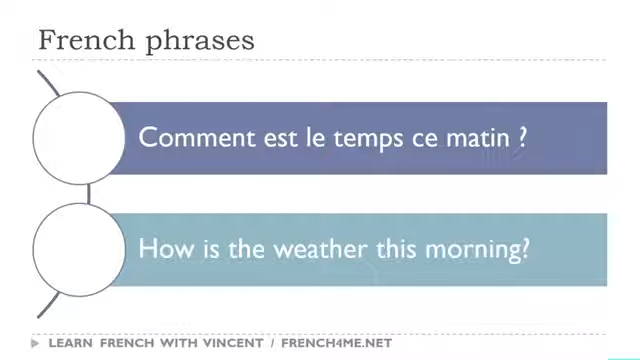 French phrases
Comment est le temps ce matin ?
How is the weather this morning?
LEARN FRENCH WITH VINCENT / FRENCH4ME.NET